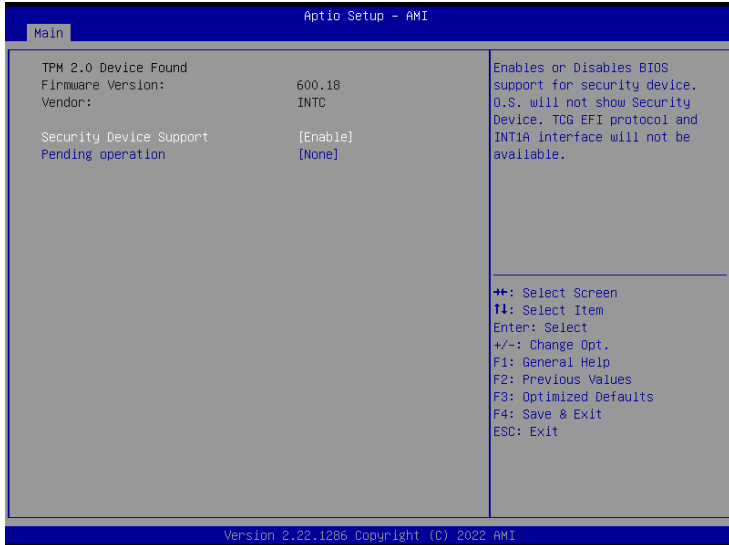 Aptio Setup - AMI
Main
TPM 2.0 Device Found
Firmware Version: 600.18
Vendor: INTC
Security Device Support [Enable]
Pending operation [None]
Enables or Disables BIOS
support for security device.
O.S. will not show Security
Device. TCG EFI protocol and
INT1A interface will not be
available.
→←: Select Screen
↑↓: Select Item
Enter: Select
+/-: Change Opt.
F1: General Help
F2: Previous Values
F3: Optimized Defaults
F4: Save & Exit
ESC: Exit
Version 2.22.1286 Copyright (C) 2022 AMI